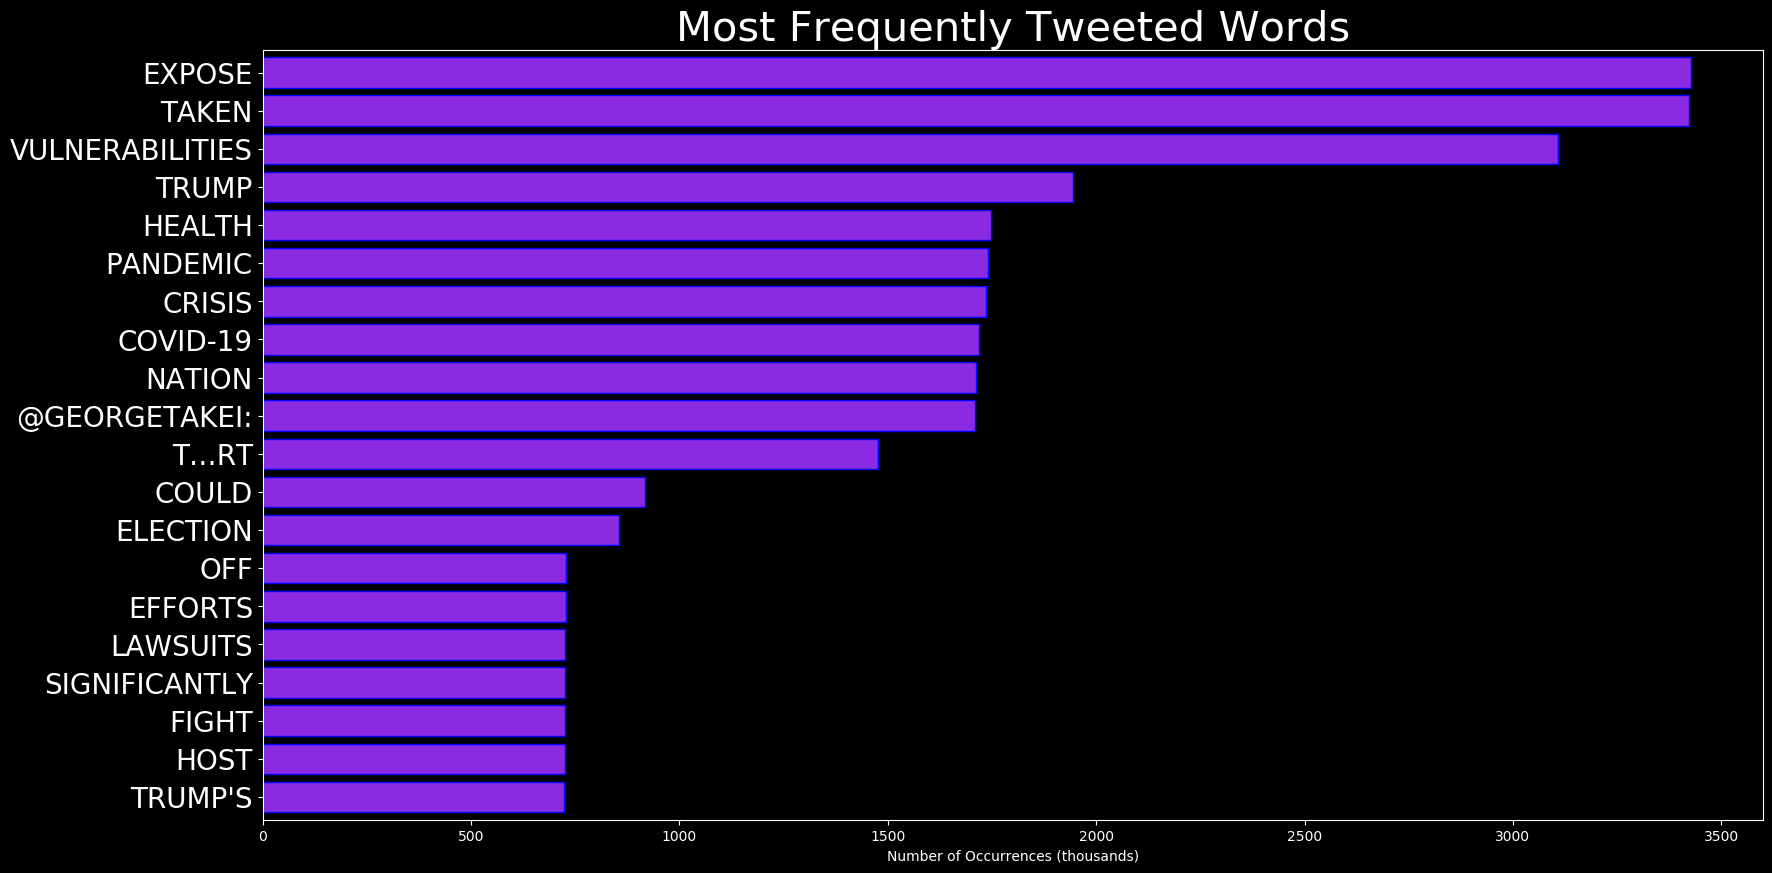 Most Frequently Tweeted Words
EXPOSE
TAKEN
VULNERABILITIES
TRUMP
HEALTH
PANDEMIC
CRISIS
COVID-19
NATION
@GEORGETAKEI:
T…RT
COULD
ELECTION
OFF
EFFORTS
LAWSUITS
SIGNIFICANTLY
FIGHT
HOST
TRUMP'S
0 500 1000 1500 2000 2500 3000 3500
Number of Occurrences (thousands)